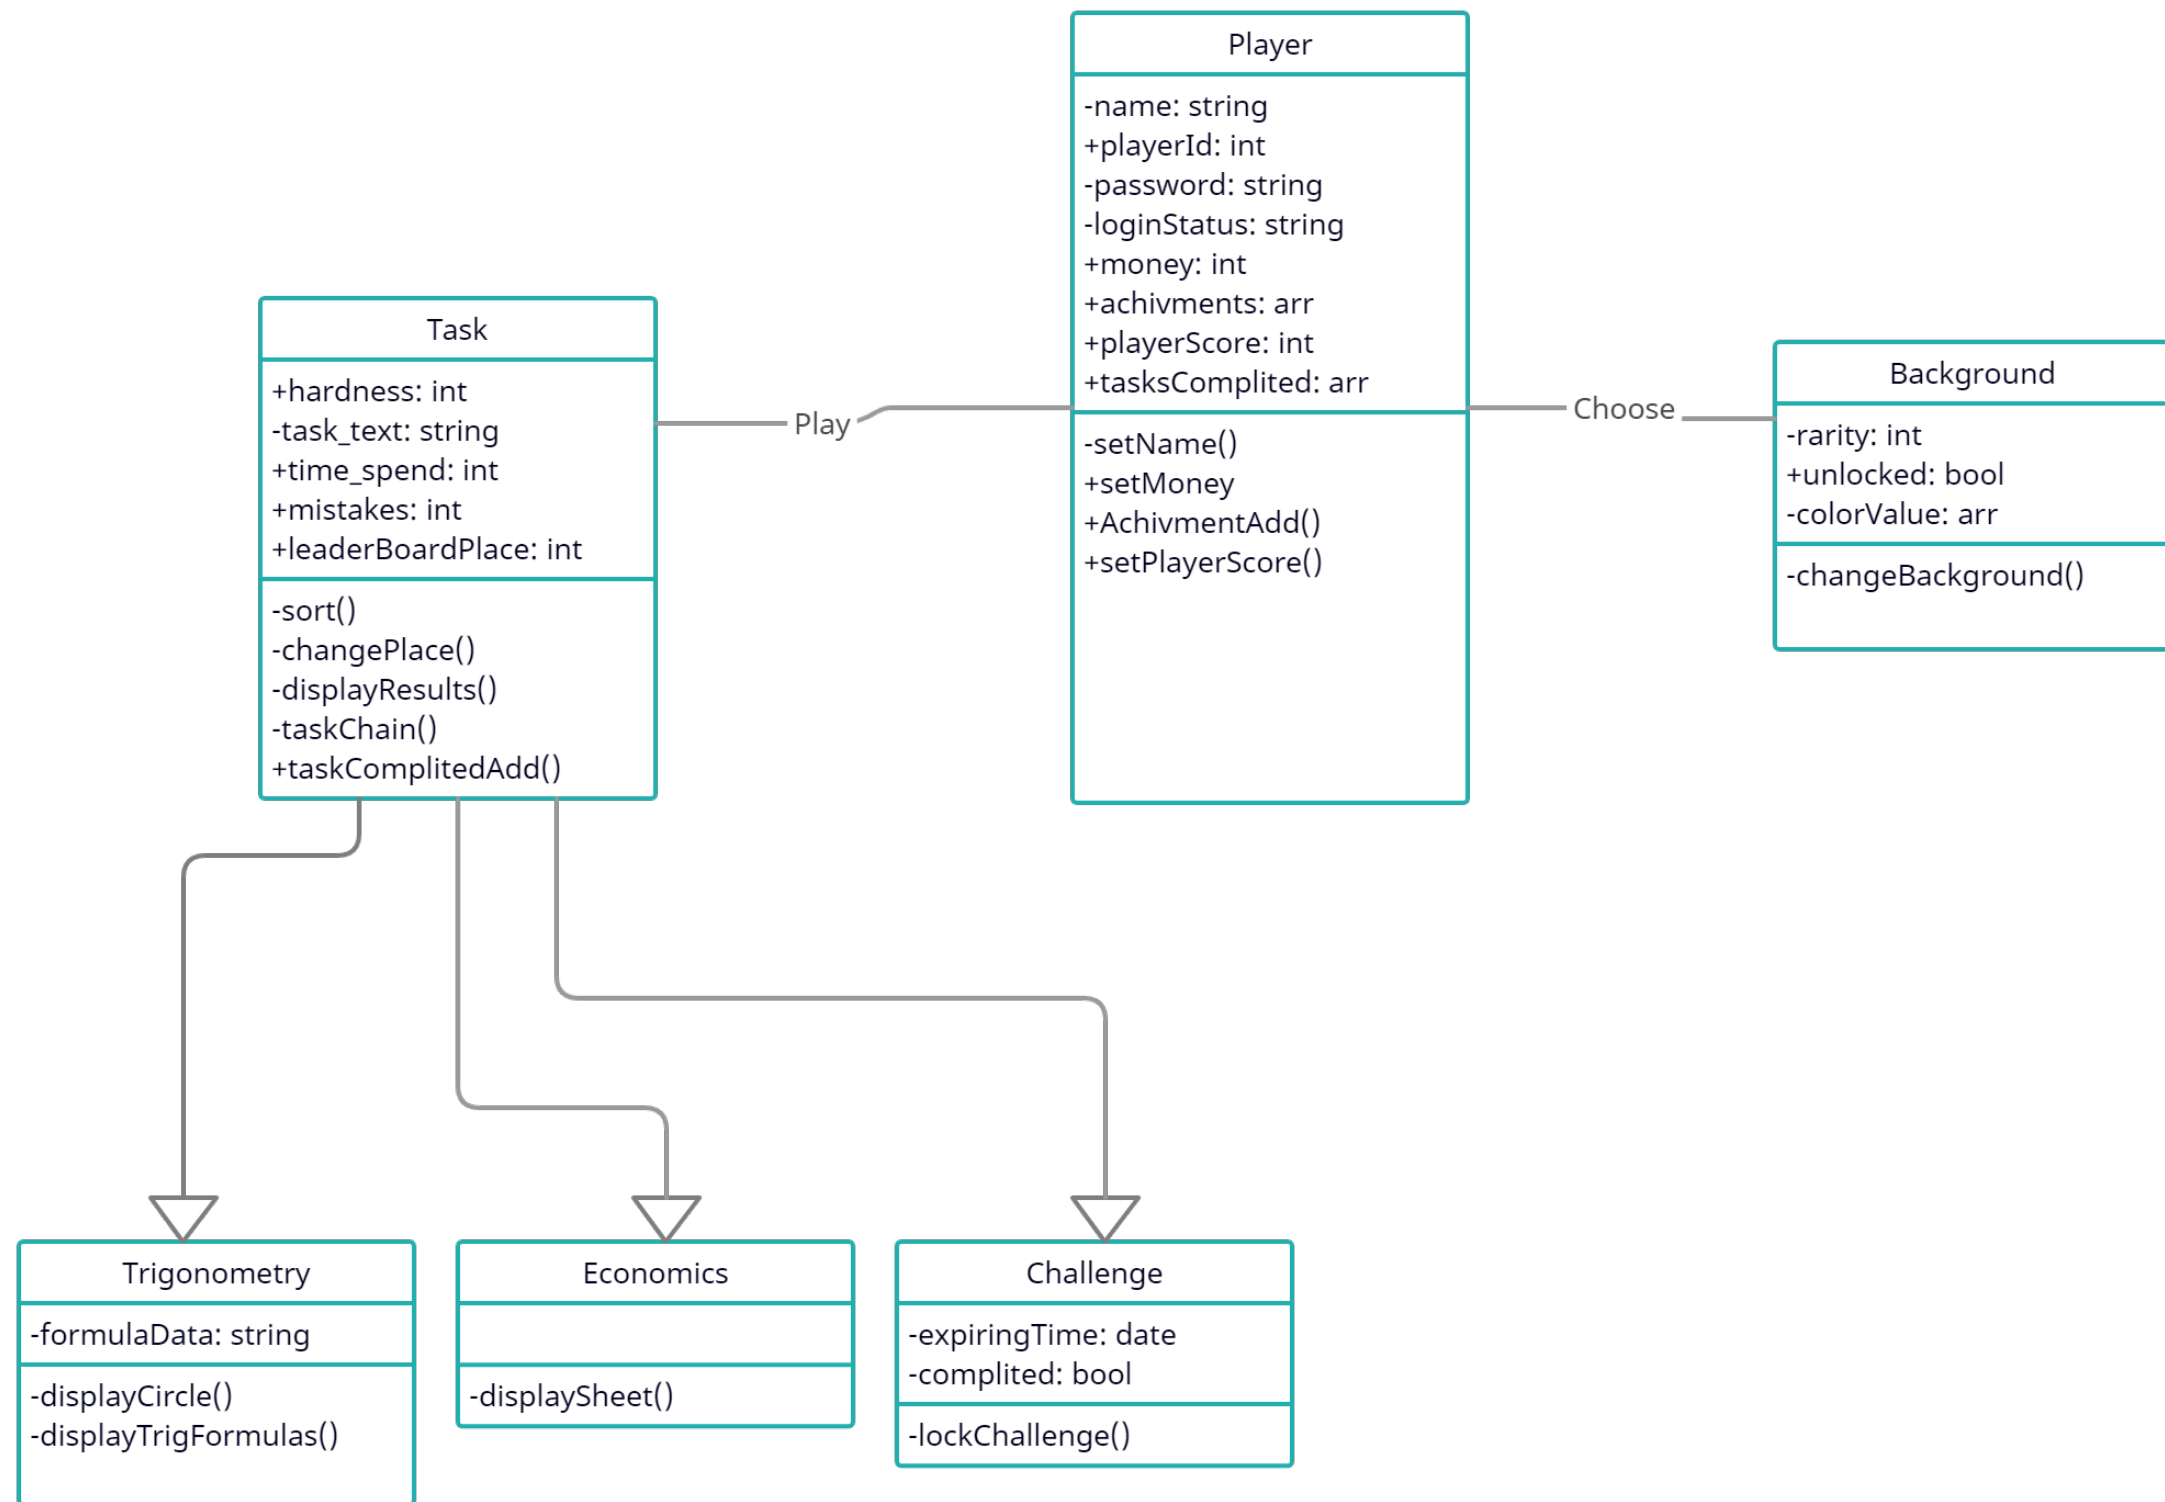 Player
-name: string
+playerId: int
-password: string
-loginStatus: string
+money: int
+achivments: arr
+playerScore: int
+tasksComplited: arr
-setName()
+setMoney
+AchivmentAdd()
+setPlayerScore()
Task
+hardness: int
-task_text: string
+time_spend: int
+mistakes: int
+leaderBoardPlace: int
-sort()
-changePlace()
-displayResults()
-taskChain()
+taskComplitedAdd()
Play
Choose
Background
-rarity: int
+unlocked: bool
-colorValue: arr
-changeBackground()
Trigonometry
-formulaData: string
-displayCircle()
-displayTrigFormulas()
Economics
-displaySheet()
Challenge
-expiringTime: date
-complited: bool
-lockChallenge()